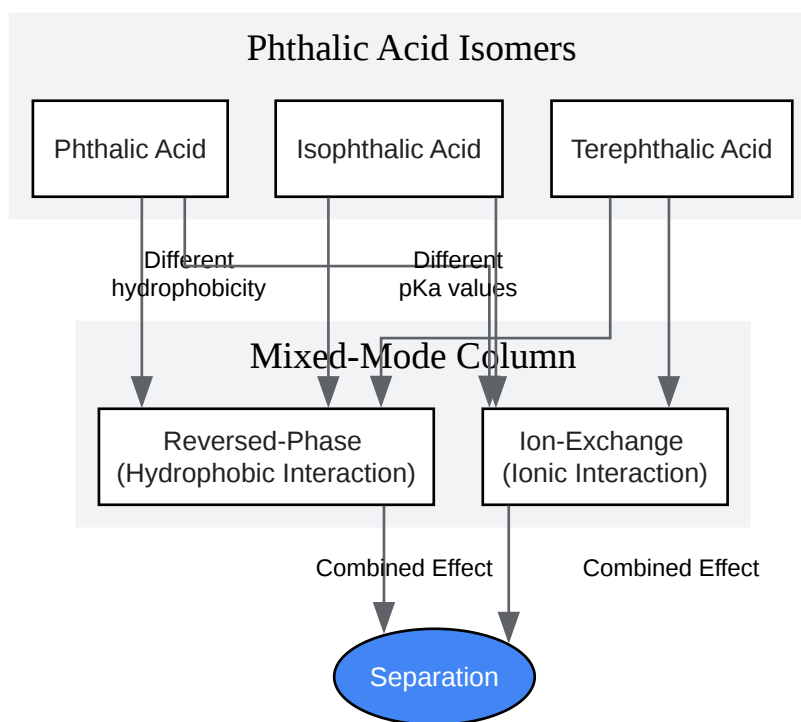 Phthalic Acid Isomers
Phthalic Acid
Isophthalic Acid
Terephthalic Acid
Different
hydrophobicity
Different
pKa values
Mixed-Mode Column
Reversed-Phase
(Hydrophobic Interaction)
Ion-Exchange
(Ionic Interaction)
Combined Effect
Combined Effect
Separation